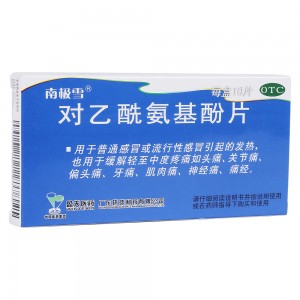 南极雪®
每盒10片
OTC
对乙酰氨基酚片
·用于普通感冒或流行性感冒引起的发热,
也用于缓解轻至中度疼痛如头痛、关节痛、
偏头痛、牙痛、肌肉痛、神经痛、痛经。
请仔细阅读说明书并按说明使用
或在药师指导下购买和使用